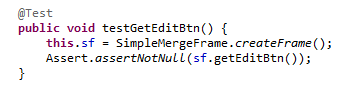 @Test
public void testGetEditBtn() {
    this.sf = SimpleMergeFrame.createFrame();
    Assert.assertNotNull(sf.getEditBtn());
}